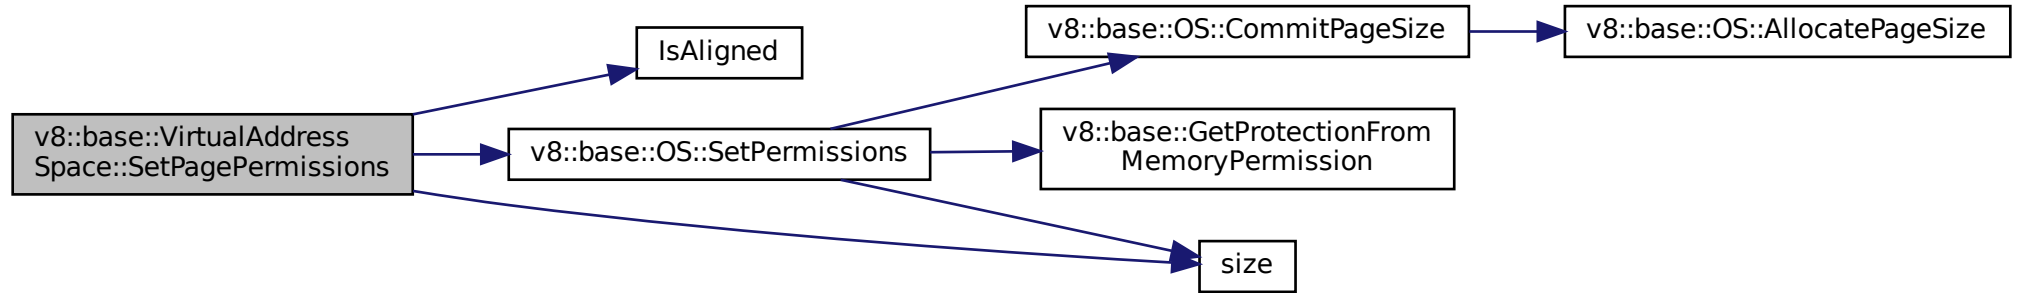 v8::base::VirtualAddress
Space::SetPagePermissions
IsAligned
v8::base::OS::SetPermissions
v8::base::OS::CommitPageSize
v8::base::OS::AllocatePageSize
v8::base::GetProtectionFrom
MemoryPermission
size